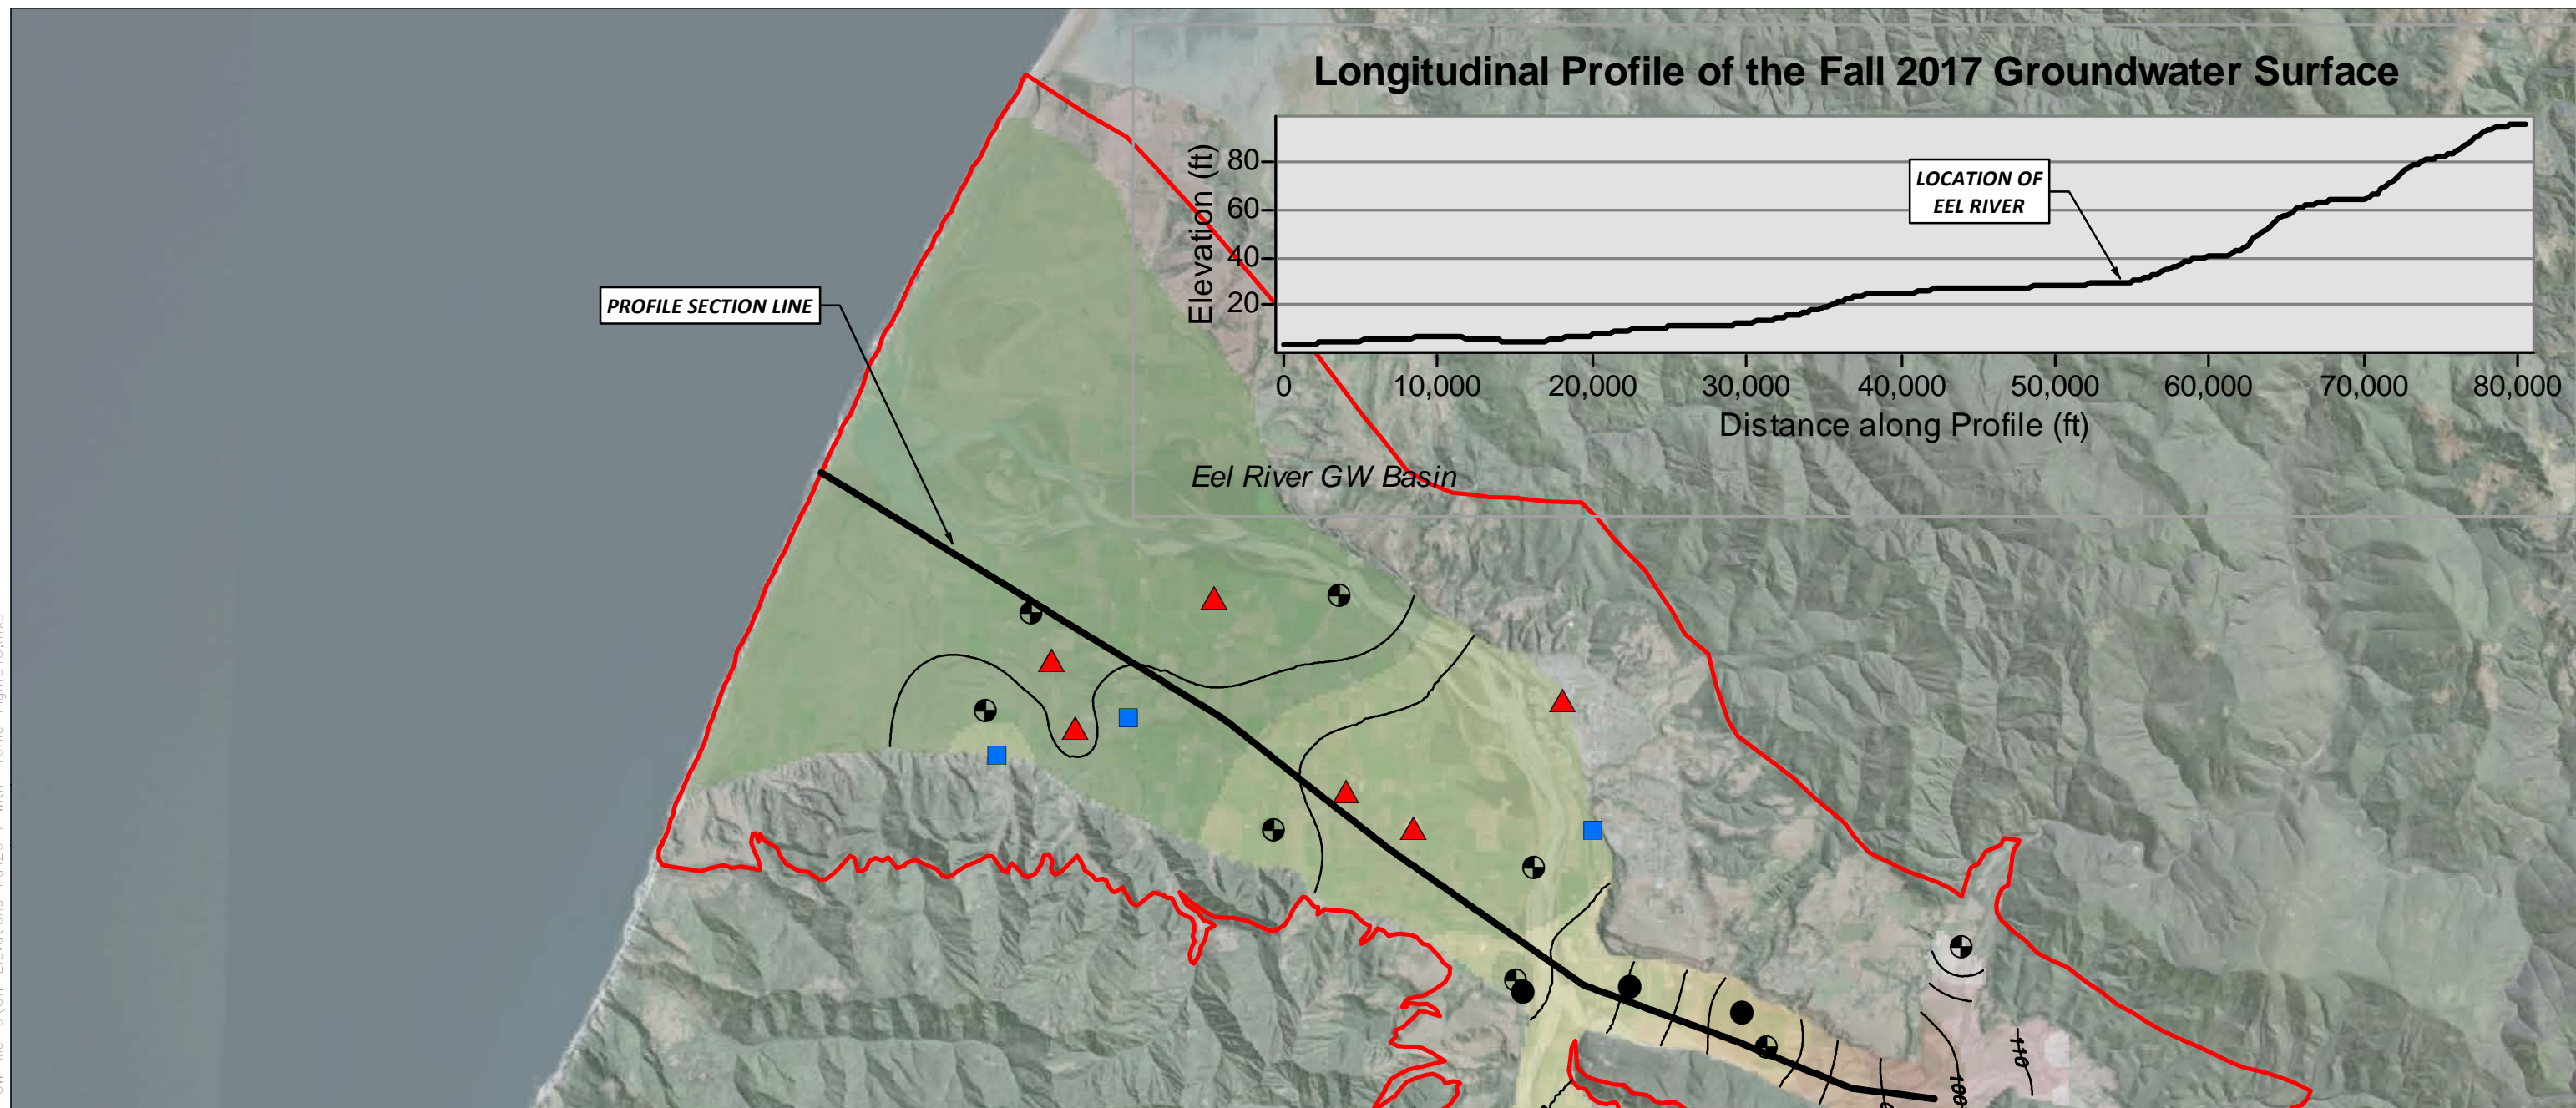 Longitudinal Profile of the Fall 2017 Groundwater Surface
Elevation (ft)
80
60
40
20
LOCATION OF
EEL RIVER
0 10,000 20,000 30,000 40,000 50,000 60,000 70,000 80,000
Distance along Profile (ft)
PROFILE SECTION LINE
Eel River GW Basin
110
100